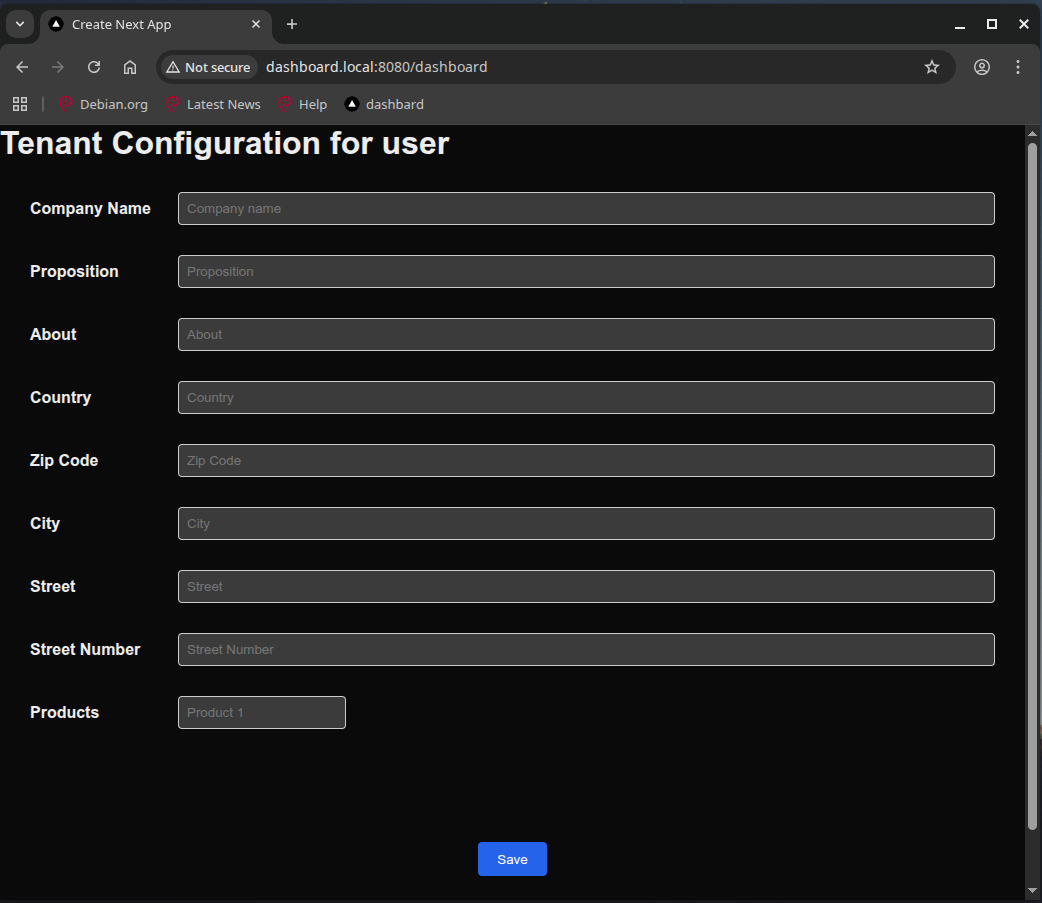 Create Next App
Not secure dashboard.local:8080/dashboard
Debian.org Latest News Help dashbard
Tenant Configuration for user
Company Name Company name
Proposition Proposition
About About
Country Country
Zip Code Zip Code
City City
Street Street
Street Number Street Number
Products Product 1
Save